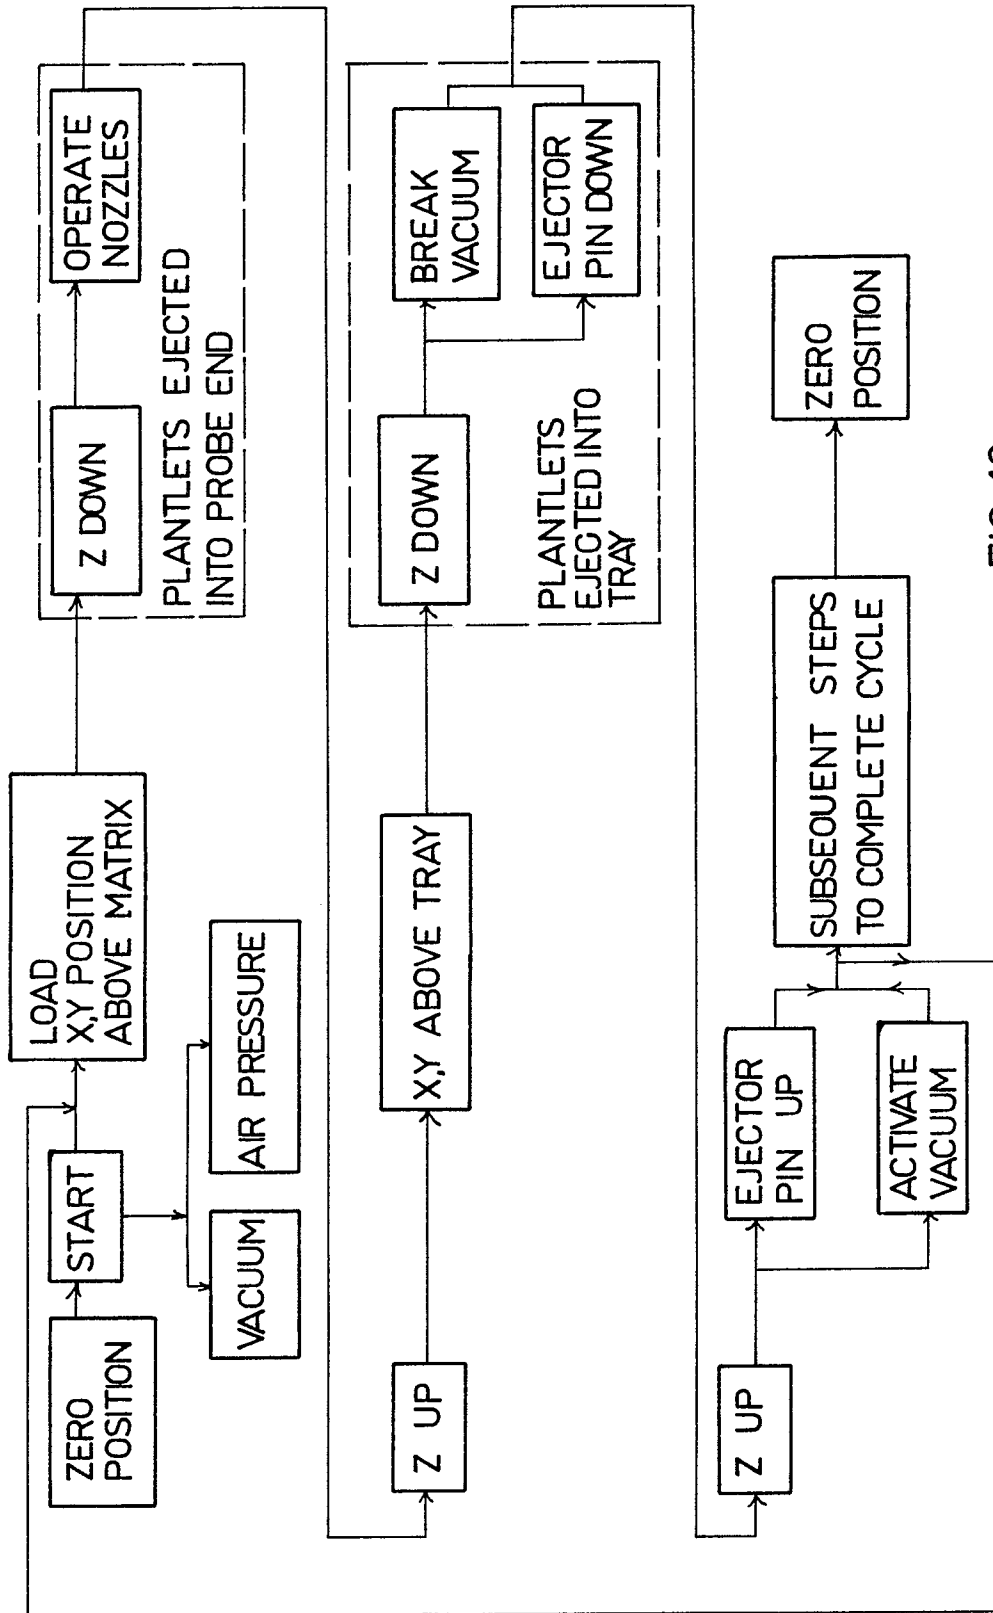 ZERO
POSITION
START
VACUUM
AIR PRESSURE
LOAD
X,Y POSITION
ABOVE MATRIX
Z DOWN
OPERATE
NOZZLES
PLANTLETS EJECTED
INTO PROBE END
Z UP
X,Y ABOVE TRAY
Z DOWN
BREAK
VACUUM
EJECTOR
PIN DOWN
PLANTLETS
EJECTED INTO
TRAY
Z UP
EJECTOR
PIN UP
ACTIVATE
VACUUM
SUBSEQUENT STEPS
TO COMPLETE CYCLE
ZERO
POSITION